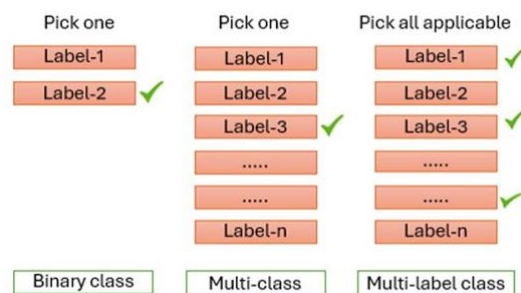 Pick one
Label-1
Label-2
Binary class
Pick one
Label-1
Label-2
Label-3
.....
.....
Label-n
Multi-class
Pick all applicable
Label-1
Label-2
Label-3
.....
.....
Label-n
Multi-label class